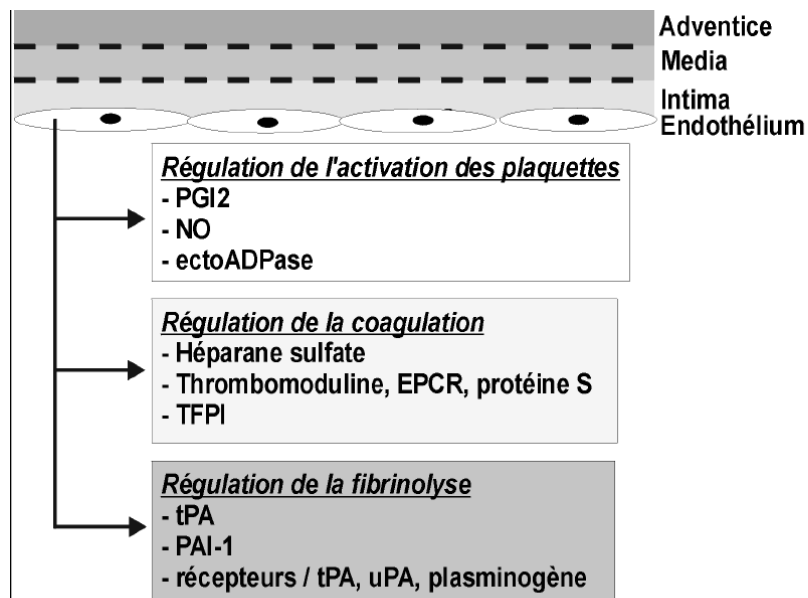 Adventice
Media
Intima
Endothélium
Régulation de l'activation des plaquettes
- PGI2
- NO
- ectoADPase
Régulation de la coagulation
- Héparane sulfate
- Thrombomoduline, EPCR, protéine S
- TFPI
Régulation de la fibrinolyse
- tPA
- PAI-1
- récepteurs / tPA, uPA, plasminogène